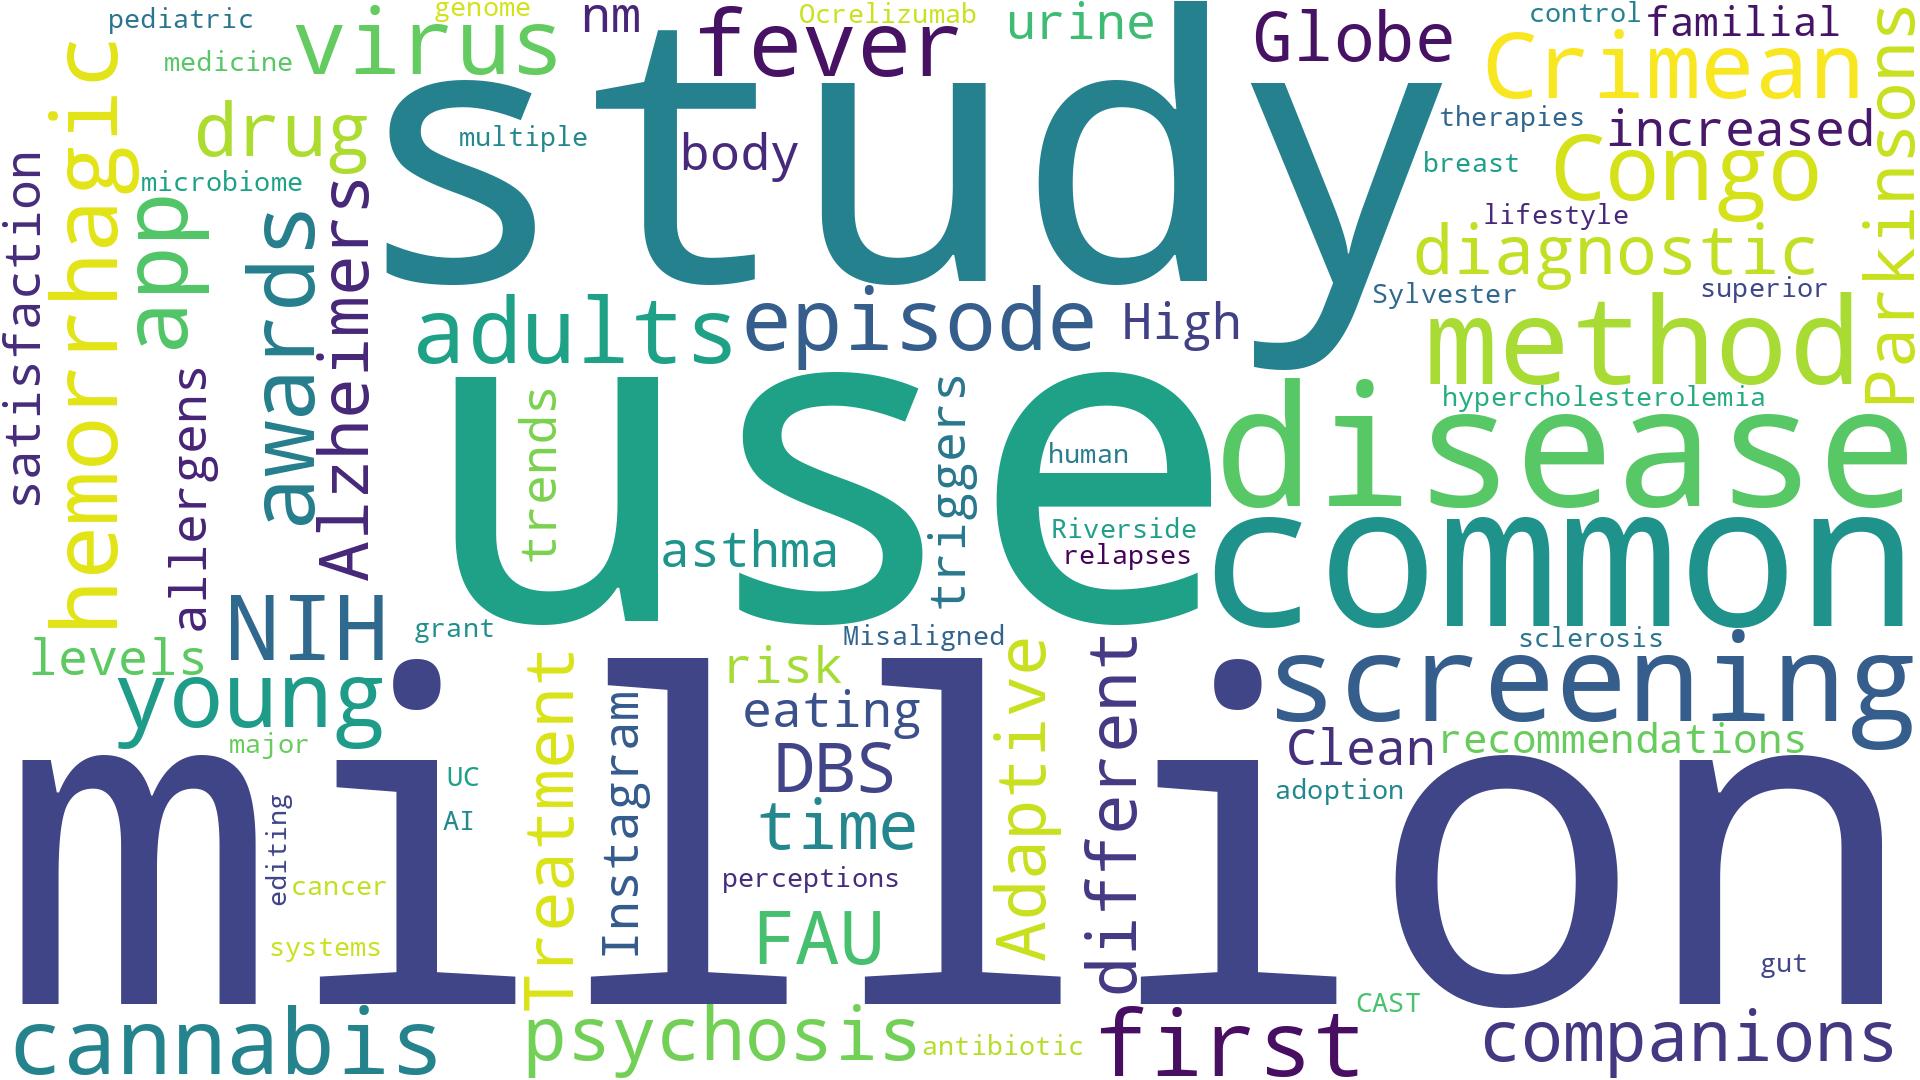 pediatric
genome
virus
nm
fever
Ocrelizumab
urine
Globe
control
familial
medicine
Crimean
Parkinsons
hemorrhagic
drug
study
multiple
body
therapies
increased
satisfaction
microbiome
app
awards
Alzheimers
breast
Congo
lifestyle
diagnostic
Sylvester
superior
adults
episode
High
method
allergens
use
trends
triggers
human
hypercholesterolemia
disease
asthma
Riverside
relapses
common
NIH
grant
Misaligned
sclerosis
levels
young
million
risk
screening
Treatment
Instagram
eating
Adaptive
different
major
DBS
Clean
recommendations
UC
AI
time
adoption
editing
cancer
perceptions
systems
FAU
gut
CAST
cannabis
psychosis
antibiotic
first
companions